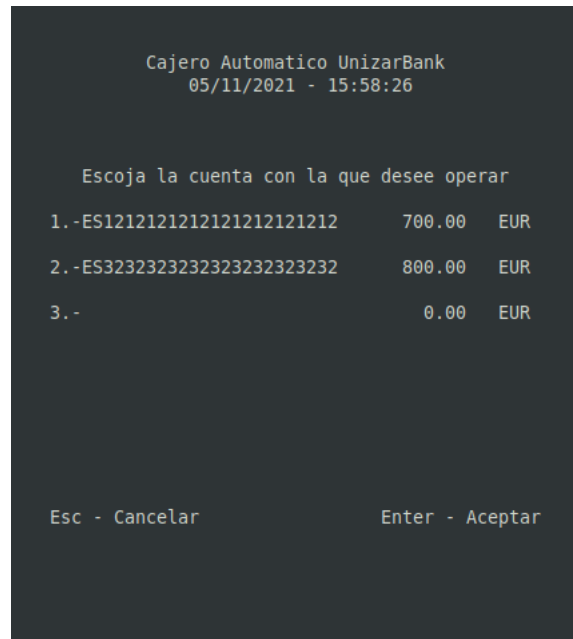 Cajero Automatico UnizarBank
05/11/2021 - 15:58:26
Escoja la cuenta con la que desee operar
1.-ES1212121212121212121212 700.00 EUR
2.-ES3232323232323232323232 800.00 EUR
3.- 0.00 EUR
Esc - Cancelar Enter - Aceptar